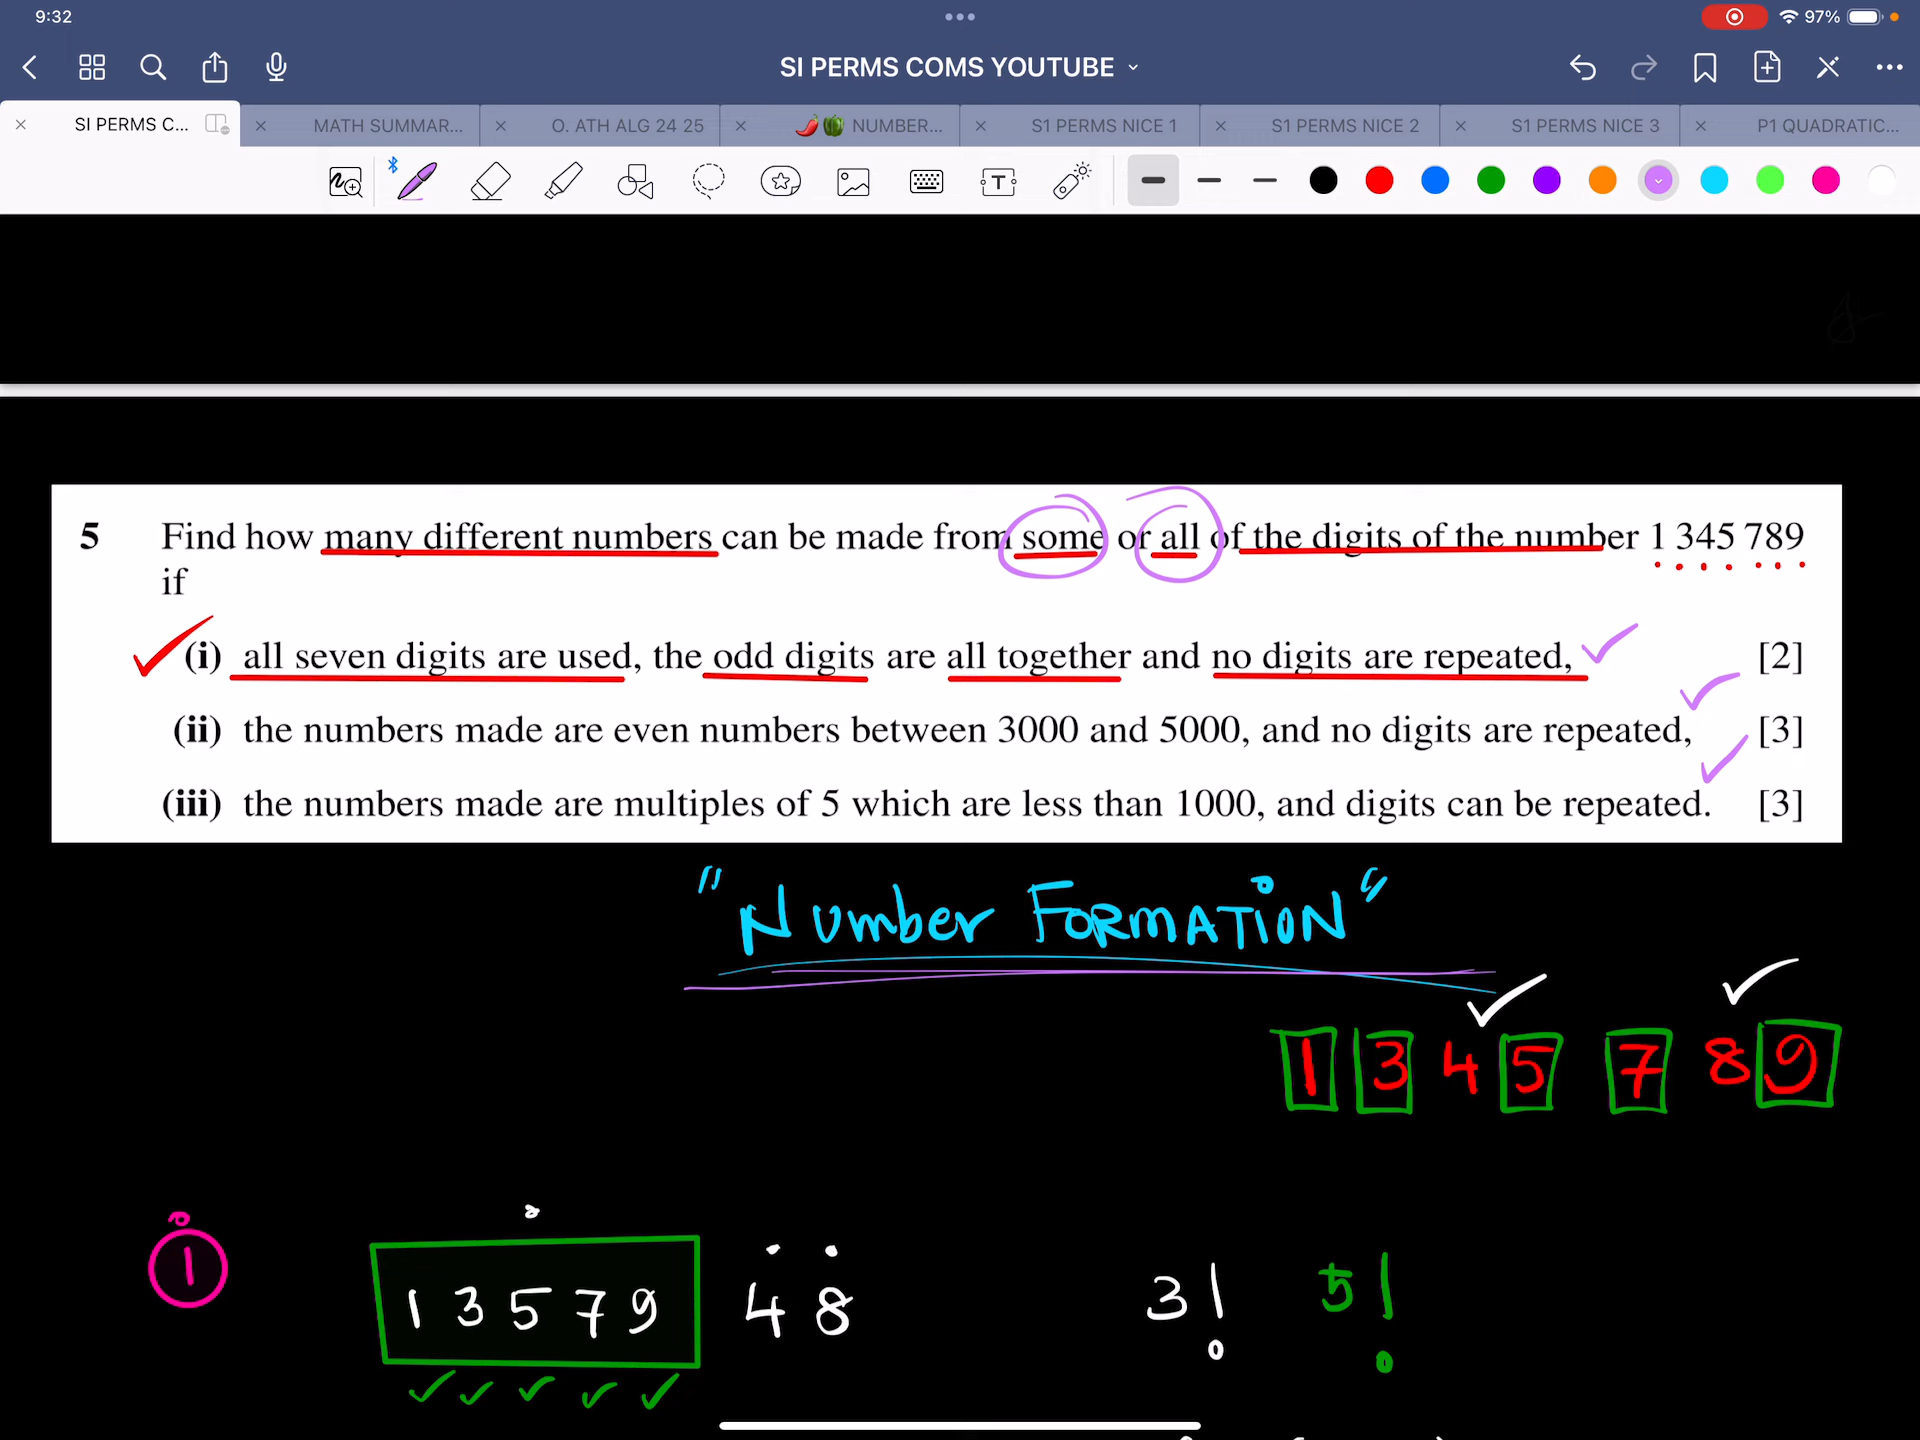 9:32
97%
SI PERMS COMS YOUTUBE
SI PERMS C...
MATH SUMMAR...
O. ATH ALG 24 25
🌶️🫑 NUMBER...
S1 PERMS NICE 1
S1 PERMS NICE 2
S1 PERMS NICE 3
P1 QUADRATIC...
5 Find how many different numbers can be made from some or all of the digits of the number 1 345 789
if
(i) all seven digits are used, the odd digits are all together and no digits are repeated, [2]
(ii) the numbers made are even numbers between 3000 and 5000, and no digits are repeated, [3]
(iii) the numbers made are multiples of 5 which are less than 1000, and digits can be repeated. [3]
"Number FORMATiON"
1 3 4 5 7 8 9
1
1 3 5 7 9 4 8 3! 5!